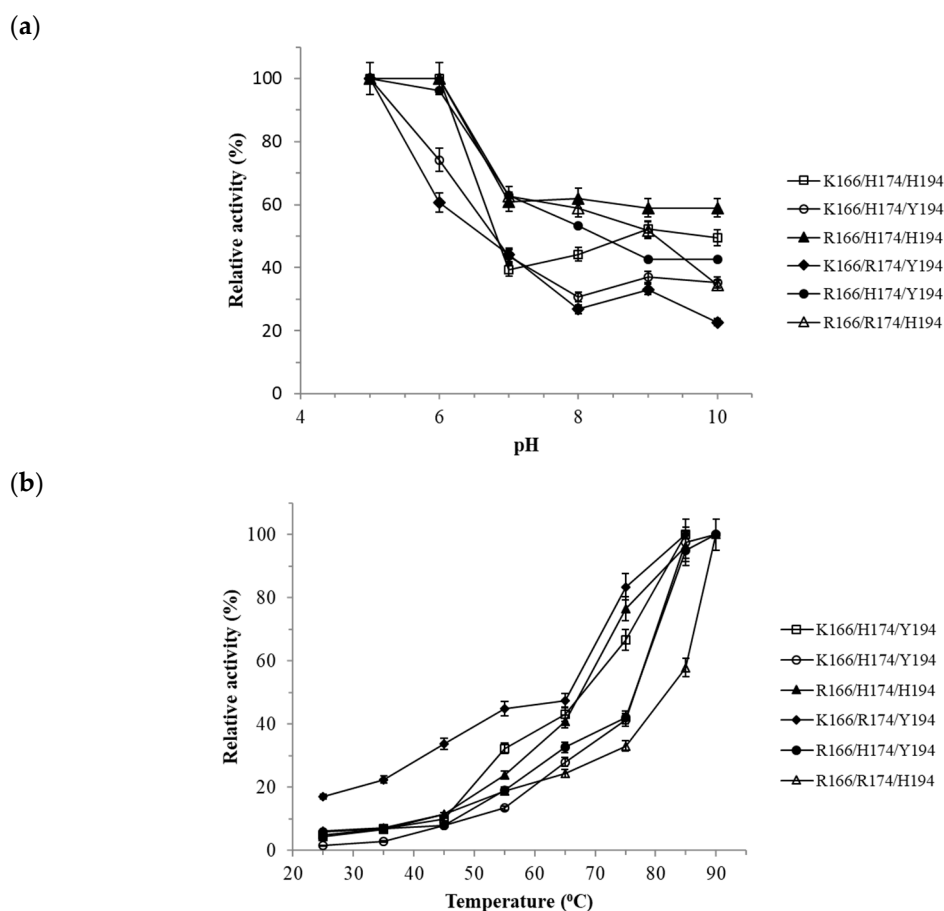 (a)
100
80
60
40
20
0
Relative activity (%)
4 6 8 10
pH
K166/H174/H194
K166/H174/Y194
R166/H174/H194
K166/R174/Y194
R166/H174/Y194
R166/R174/H194
(b)
100
80
60
40
20
0
Relative activity (%)
20 30 40 50 60 70 80 90
Temperature (⁰C)
K166/H174/Y194
K166/H174/Y194
R166/H174/H194
K166/R174/Y194
R166/H174/Y194
R166/R174/H194